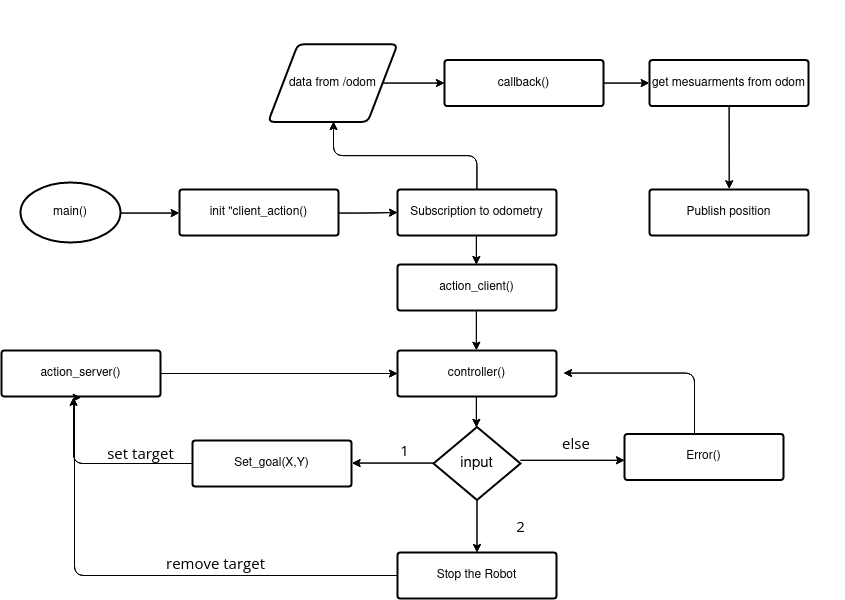 data from /odom
callback()
get mesuarments from odom
main()
init "client_action()
Subscription to odometry
Publish position
action_client()
action_server()
controller()
set target
Set_goal(X,Y)
1
input
else
Error()
2
remove target
Stop the Robot